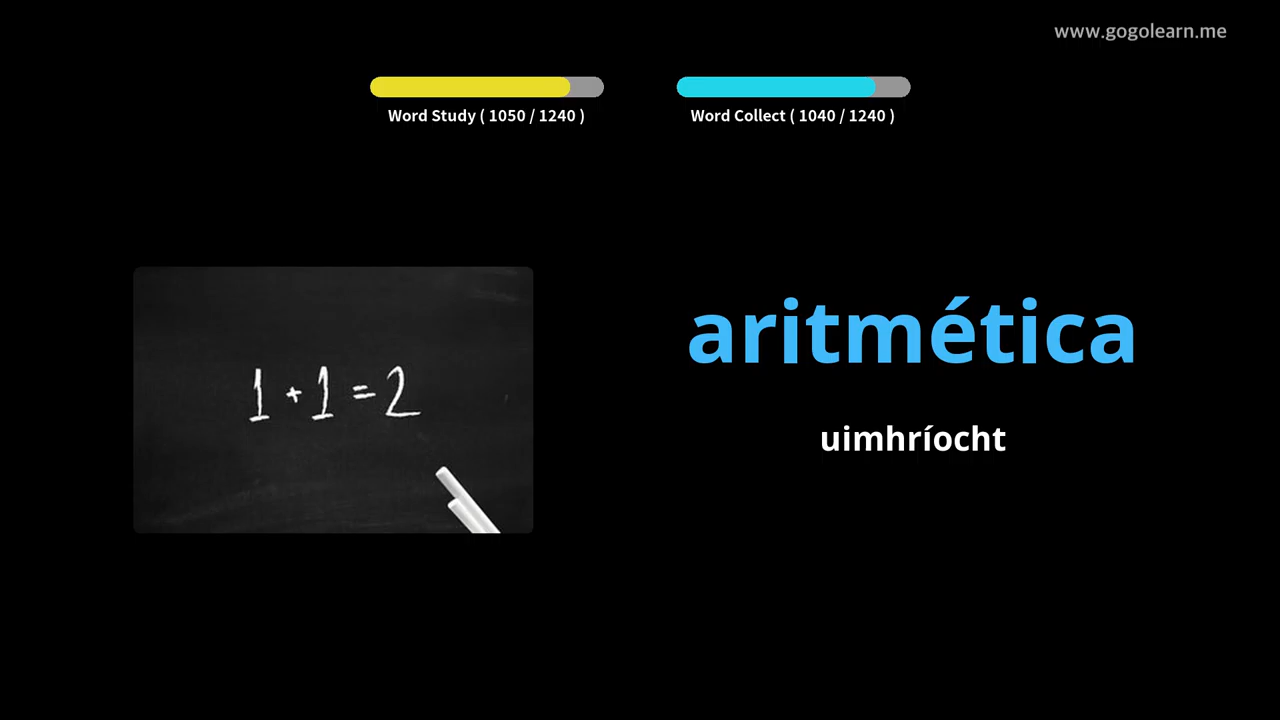 www.gogolearn.me
Word Study ( 1050 / 1240 )
Word Collect ( 1040 / 1240 )
1 + 1 = 2
aritmética
uimhríocht